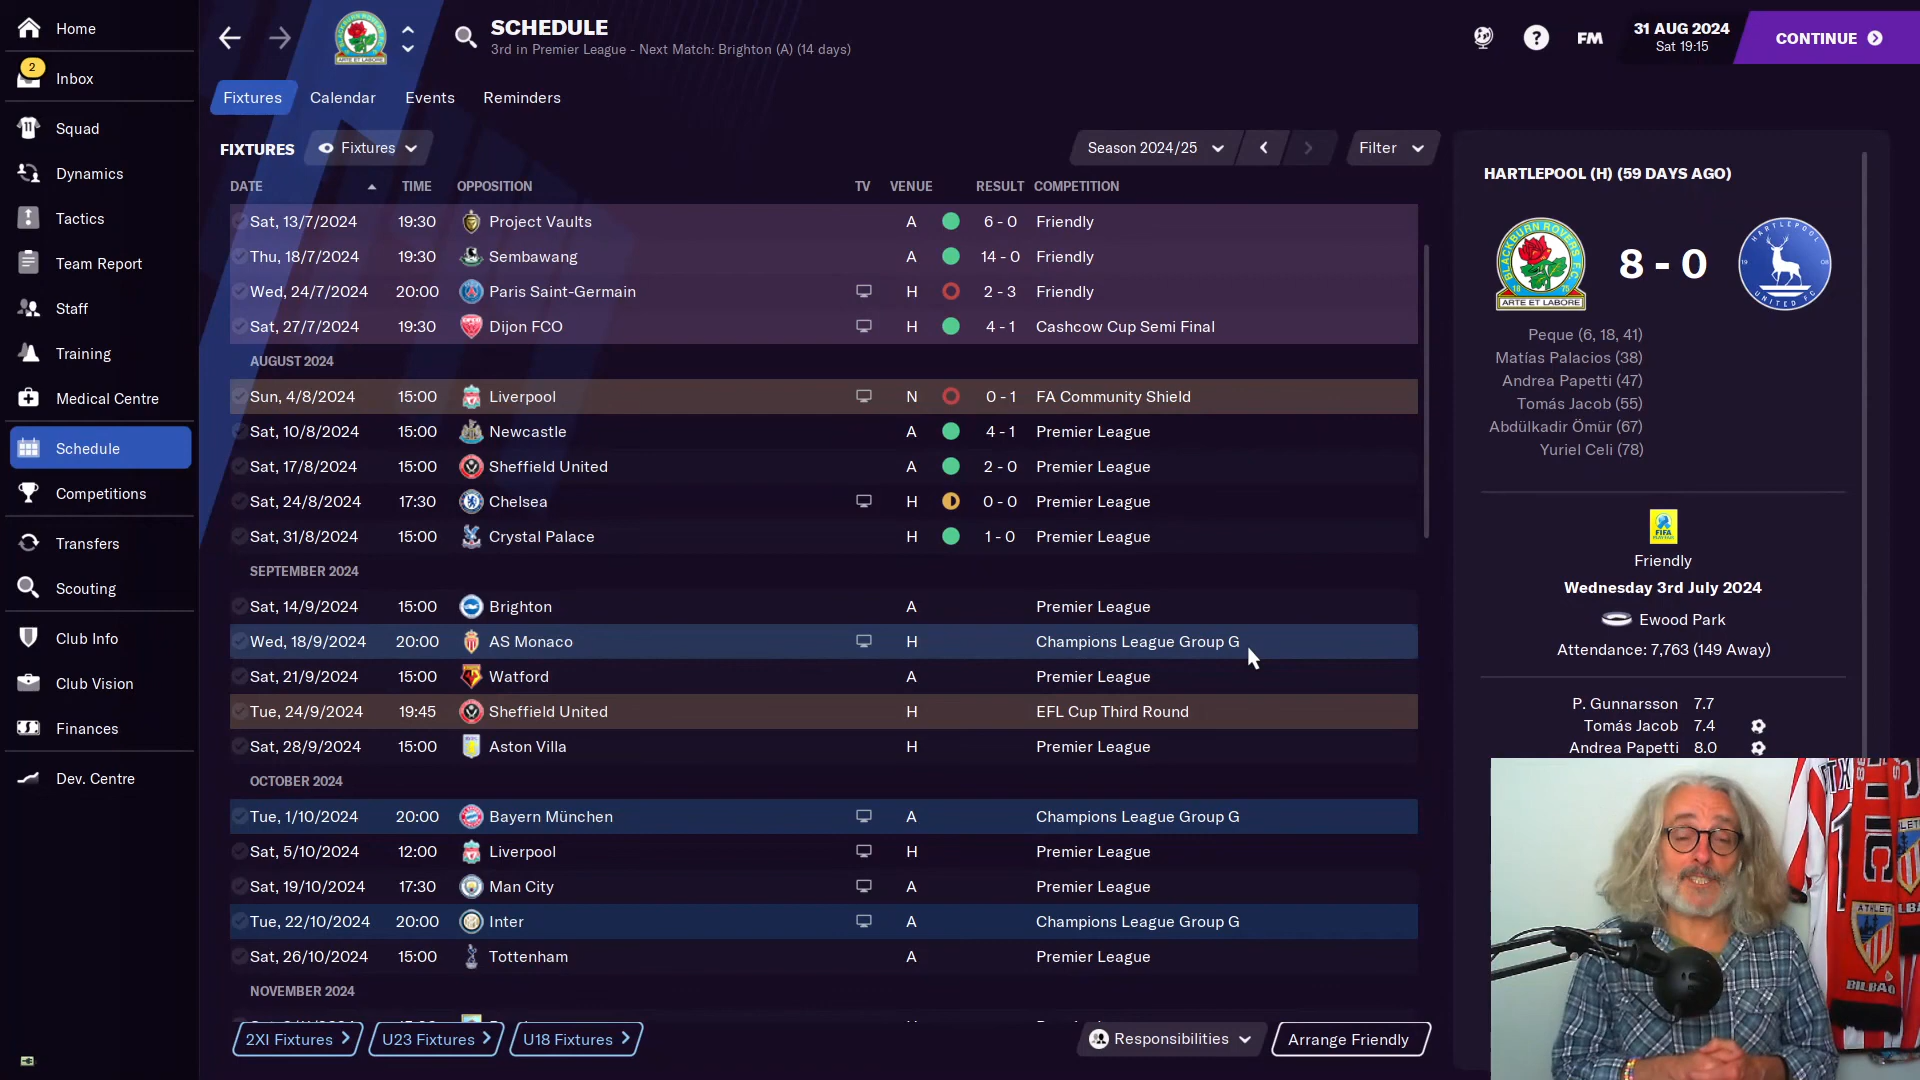 Home
2
Inbox
Squad
Dynamics
Tactics
Team Report
Staff
Training
Medical Centre
Schedule
Competitions
Transfers
Scouting
Club Info
Club Vision
Finances
Dev. Centre
SCHEDULE
3rd in Premier League - Next Match: Brighton (A) (14 days)
FM
31 AUG 2024
Sat 19:15
CONTINUE
Fixtures Calendar Events Reminders
FIXTURES Fixtures Season 2024/25 Filter
DATE TIME OPPOSITION TV VENUE RESULT COMPETITION
Sat, 13/7/2024 19:30 Project Vaults A 6 - 0 Friendly
Thu, 18/7/2024 19:30 Sembawang A 14 - 0 Friendly
Wed, 24/7/2024 20:00 Paris Saint-Germain H 2 - 3 Friendly
Sat, 27/7/2024 19:30 Dijon FCO H 4 - 1 Cashcow Cup Semi Final
AUGUST 2024
Sun, 4/8/2024 15:00 Liverpool N 0 - 1 FA Community Shield
Sat, 10/8/2024 15:00 Newcastle A 4 - 1 Premier League
Sat, 17/8/2024 15:00 Sheffield United A 2 - 0 Premier League
Sat, 24/8/2024 17:30 Chelsea H 0 - 0 Premier League
Sat, 31/8/2024 15:00 Crystal Palace H 1 - 0 Premier League
SEPTEMBER 2024
Sat, 14/9/2024 15:00 Brighton A Premier League
Wed, 18/9/2024 20:00 AS Monaco H Champions League Group G
Sat, 21/9/2024 15:00 Watford A Premier League
Tue, 24/9/2024 19:45 Sheffield United H EFL Cup Third Round
Sat, 28/9/2024 15:00 Aston Villa H Premier League
OCTOBER 2024
Tue, 1/10/2024 20:00 Bayern München A Champions League Group G
Sat, 5/10/2024 12:00 Liverpool H Premier League
Sat, 19/10/2024 17:30 Man City A Premier League
Tue, 22/10/2024 20:00 Inter A Champions League Group G
Sat, 26/10/2024 15:00 Tottenham A Premier League
NOVEMBER 2024
2XI Fixtures U23 Fixtures U18 Fixtures Responsibilities Arrange Friendly
HARTLEPOOL (H) (59 DAYS AGO)
BLACKBURN ROVERS F.C.
18 75
ARTE ET LABORE
8 - 0
HARTLEPOOL
19 08
UNITED FC
Peque (6, 18, 41)
Matías Palacios (38)
Andrea Papetti (47)
Tomás Jacob (55)
Abdülkadir Ömür (67)
Yuriel Celi (78)
FIFA
Friendly
Wednesday 3rd July 2024
Ewood Park
Attendance: 7,763 (149 Away)
P. Gunnarsson 7.7
Tomás Jacob 7.4
Andrea Papetti 8.0
ATHLETI
BILBAO